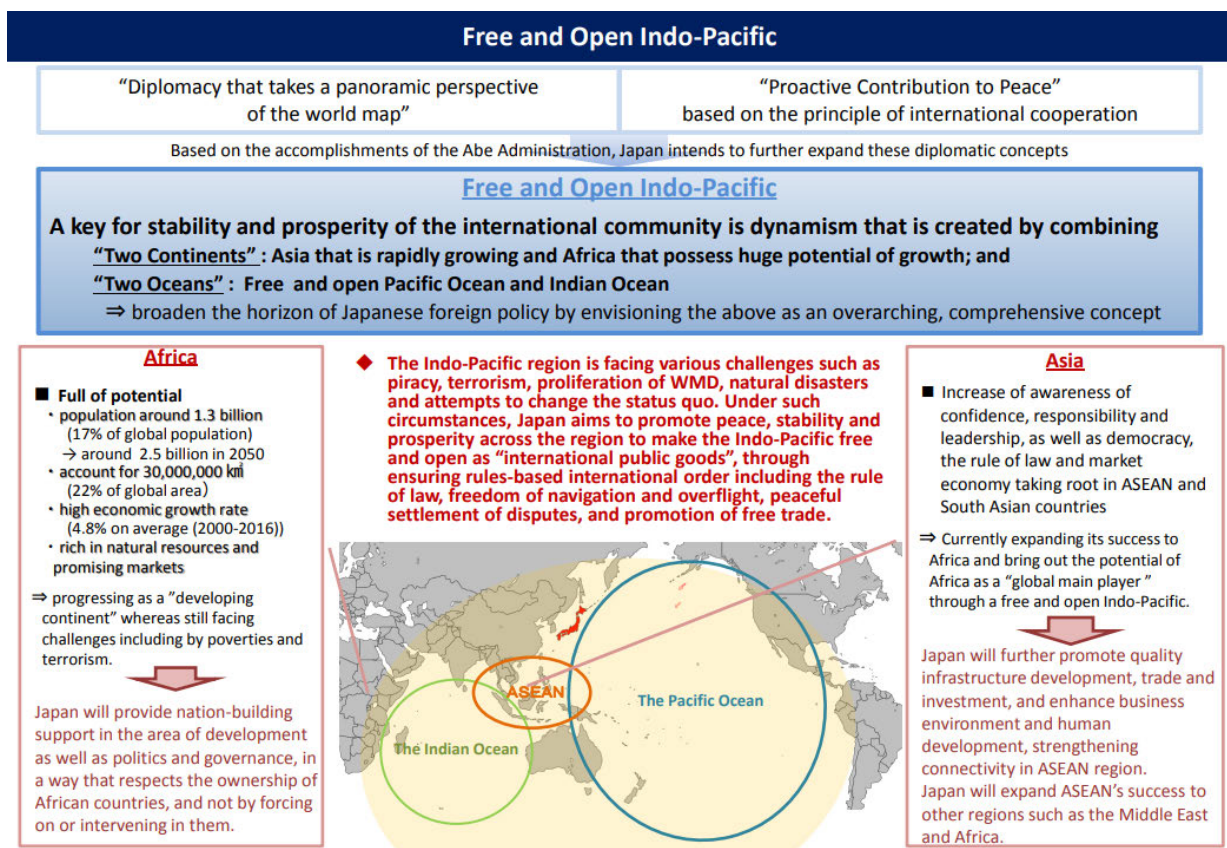 Free and Open Indo-Pacific
“Diplomacy that takes a panoramic perspective
of the world map”
“Proactive Contribution to Peace”
based on the principle of international cooperation
Based on the accomplishments of the Abe Administration, Japan intends to further expand these diplomatic concepts
Free and Open Indo-Pacific
A key for stability and prosperity of the international community is dynamism that is created by combining
“Two Continents” : Asia that is rapidly growing and Africa that possess huge potential of growth; and
“Two Oceans” : Free and open Pacific Ocean and Indian Ocean
⇒ broaden the horizon of Japanese foreign policy by envisioning the above as an overarching, comprehensive concept
Africa
■ Full of potential
・population around 1.3 billion
(17% of global population)
→ around 2.5 billion in 2050
・account for 30,000,000 ㎢
(22% of global area)
・high economic growth rate
(4.8% on average (2000-2016))
・rich in natural resources and
promising markets
⇒ progressing as a ”developing
continent” whereas still facing
challenges including by poverties and
terrorism.
Japan will provide nation-building
support in the area of development
as well as politics and governance, in
a way that respects the ownership of
African countries, and not by forcing
on or intervening in them.
◆ The Indo-Pacific region is facing various challenges such as
piracy, terrorism, proliferation of WMD, natural disasters
and attempts to change the status quo. Under such
circumstances, Japan aims to promote peace, stability and
prosperity across the region to make the Indo-Pacific free
and open as “international public goods”, through
ensuring rules-based international order including the rule
of law, freedom of navigation and overflight, peaceful
settlement of disputes, and promotion of free trade.
ASEAN
The Pacific Ocean
The Indian Ocean
Asia
■ Increase of awareness of
confidence, responsibility and
leadership, as well as democracy,
the rule of law and market
economy taking root in ASEAN and
South Asian countries
⇒ Currently expanding its success to
Africa and bring out the potential of
Africa as a “global main player ”
through a free and open Indo-Pacific.
Japan will further promote quality
infrastructure development, trade and
investment, and enhance business
environment and human
development, strengthening
connectivity in ASEAN region.
Japan will expand ASEAN’s success to
other regions such as the Middle East
and Africa.